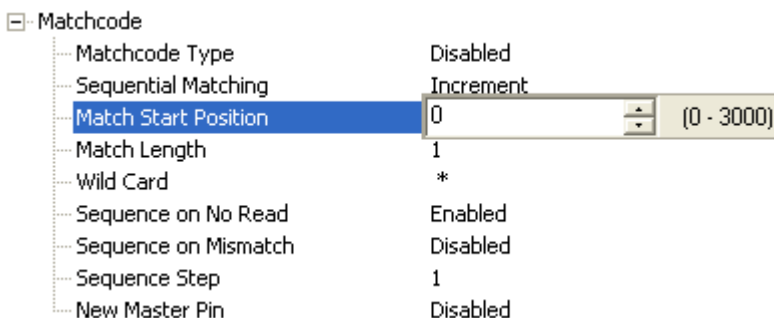 Matchcode
Matchcode Type Disabled
Sequential Matching Increment
Match Start Position 0 (0 - 3000)
Match Length 1
Wild Card *
Sequence on No Read Enabled
Sequence on Mismatch Disabled
Sequence Step 1
New Master Pin Disabled